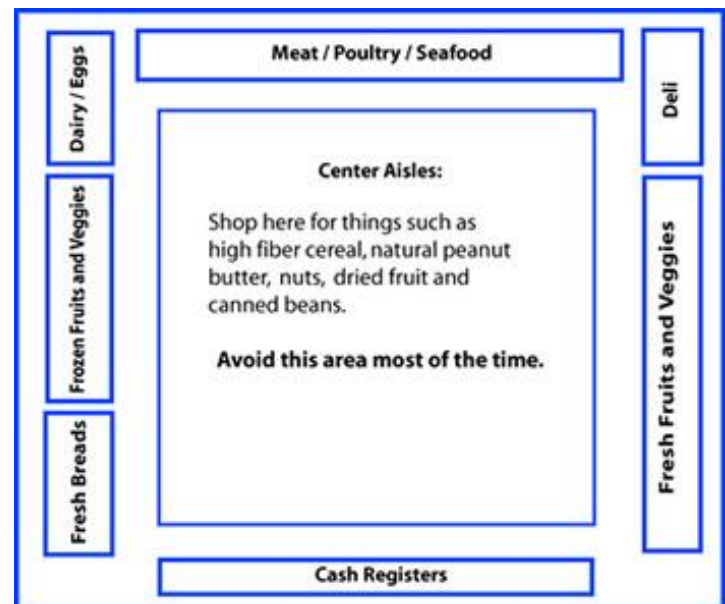 Meat / Poultry / Seafood
Dairy / Eggs
Deli
Center Aisles:
Shop here for things such as
high fiber cereal, natural peanut
butter, nuts, dried fruit and
canned beans.
Avoid this area most of the time.
Frozen Fruits and Veggies
Fresh Fruits and Veggies
Fresh Breads
Cash Registers